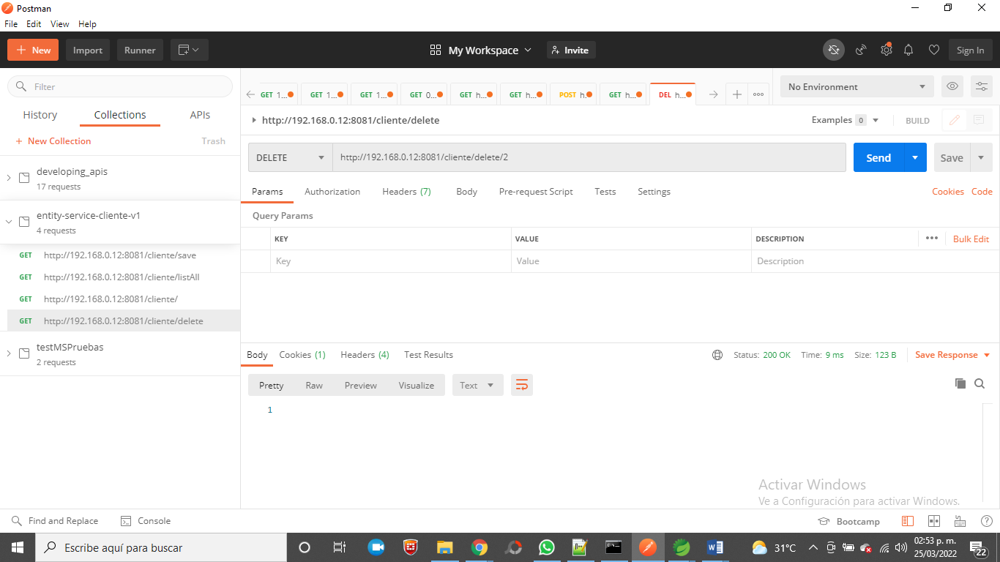 Postman
File Edit View Help
+ New Import Runner My Workspace Invite Sign In
Filter
History Collections APIs
+ New Collection Trash
developing_apis
17 requests
entity-service-cliente-v1
4 requests
GET http://192.168.0.12:8081/cliente/save
GET http://192.168.0.12:8081/cliente/listAll
GET http://192.168.0.12:8081/cliente/
GET http://192.168.0.12:8081/cliente/delete
testMSPruebas
2 requests
GET 1... GET 1... GET 1... GET 0... GET h... GET h... POST h... GET h... DEL h... No Environment
http://192.168.0.12:8081/cliente/delete Examples 0 BUILD
DELETE http://192.168.0.12:8081/cliente/delete/2 Send Save
Params Authorization Headers (7) Body Pre-request Script Tests Settings Cookies Code
Query Params
KEY VALUE DESCRIPTION ••• Bulk Edit
Key Value Description
Body Cookies (1) Headers (4) Test Results Status: 200 OK Time: 9 ms Size: 123 B Save Response
Pretty Raw Preview Visualize Text
1
Activar Windows
Ve a Configuración para activar Windows.
Find and Replace Console Bootcamp
Escribe aquí para buscar 31°C 02:53 p. m.
25/03/2022 22